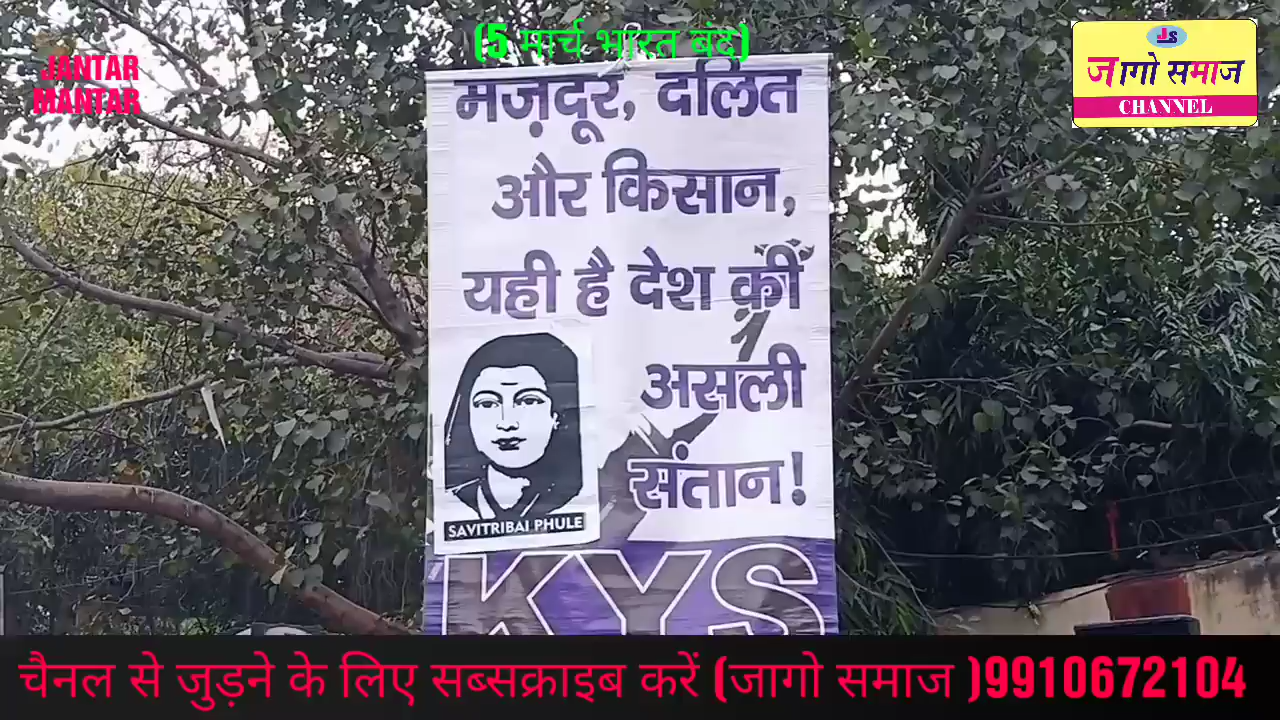 (5 मार्च भारत बंद)
JANTAR
MANTAR
JS
जागो समाज
CHANNEL
मज़दूर, दलित
और किसान,
यही है देश की
असली
संतान!
SAVITRIBAI PHULE
KYS
चैनल से जुड़ने के लिए सब्सक्राइब करें (जागो समाज )9910672104